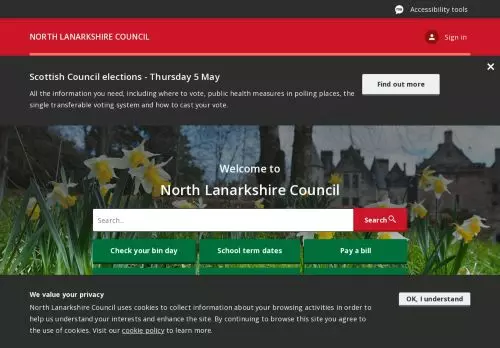 Accessibility tools
NORTH LANARKSHIRE COUNCIL
Sign in
Scottish Council elections - Thursday 5 May
All the information you need, including where to vote, public health measures in polling places, the
single transferable voting system and how to cast your vote.
Find out more
Welcome to
North Lanarkshire Council
Search...
Search
Check your bin day
School term dates
Pay a bill
We value your privacy
North Lanarkshire Council uses cookies to collect information about your browsing activities in order to
help us understand your interests and enhance the site. By continuing to browse this site you agree to
the use of cookies. Visit our cookie policy to learn more.
OK, I understand